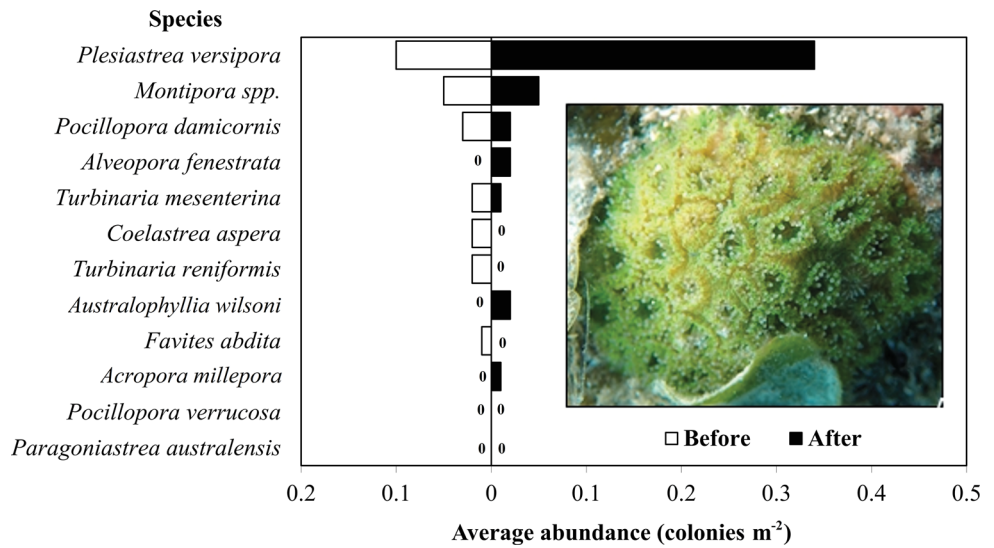 Species
Plesiastrea versipora
Montipora spp.
Pocillopora damicornis
Alveopora fenestrata
0
Turbinaria mesenterina
Coelastrea aspera
0
Turbinaria reniformis
0
Australophyllia wilsoni
0
Favites abdita
0
Acropora millepora
0
Pocillopora verrucosa
0 0
Paragoniastrea australensis
0 0
Before After
0.2 0.1 0 0.1 0.2 0.3 0.4 0.5
Average abundance (colonies m⁻²)